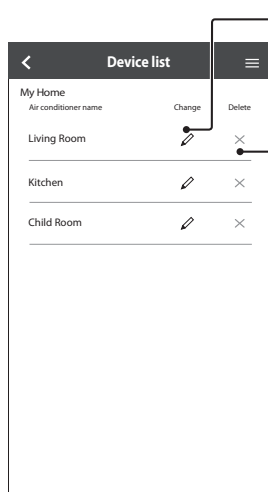 Device list
My Home
Air conditioner name Change Delete
Living Room
Kitchen
Child Room